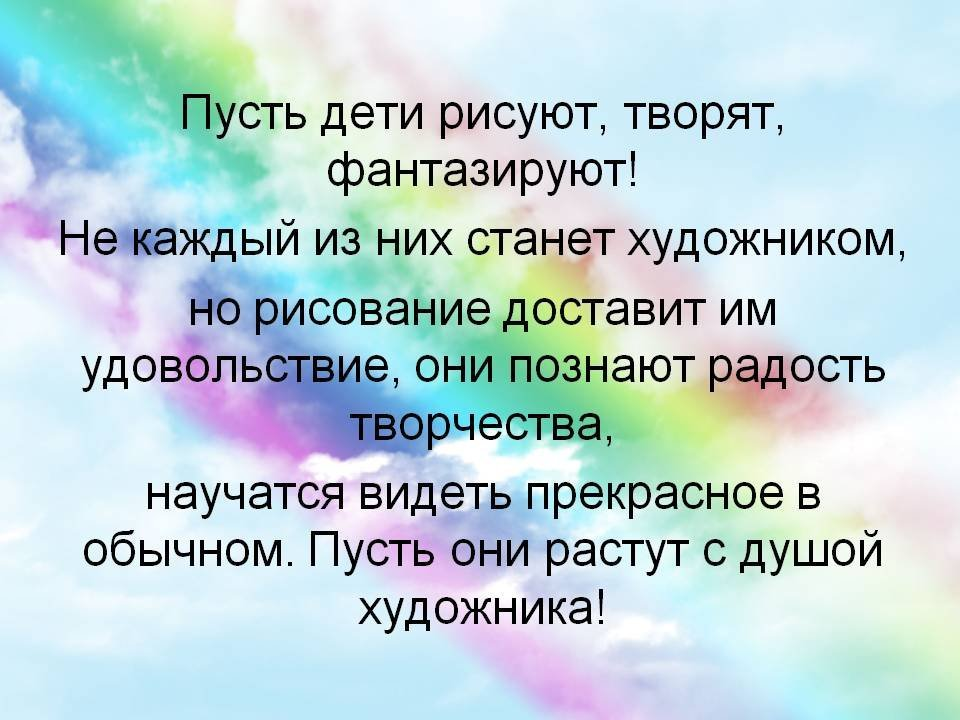 Пусть дети рисуют, творят,
фантазируют!
Не каждый из них станет художником,
но рисование доставит им
удовольствие, они познают радость
творчества,
научатся видеть прекрасное в
обычном. Пусть они растут с душой
художника!